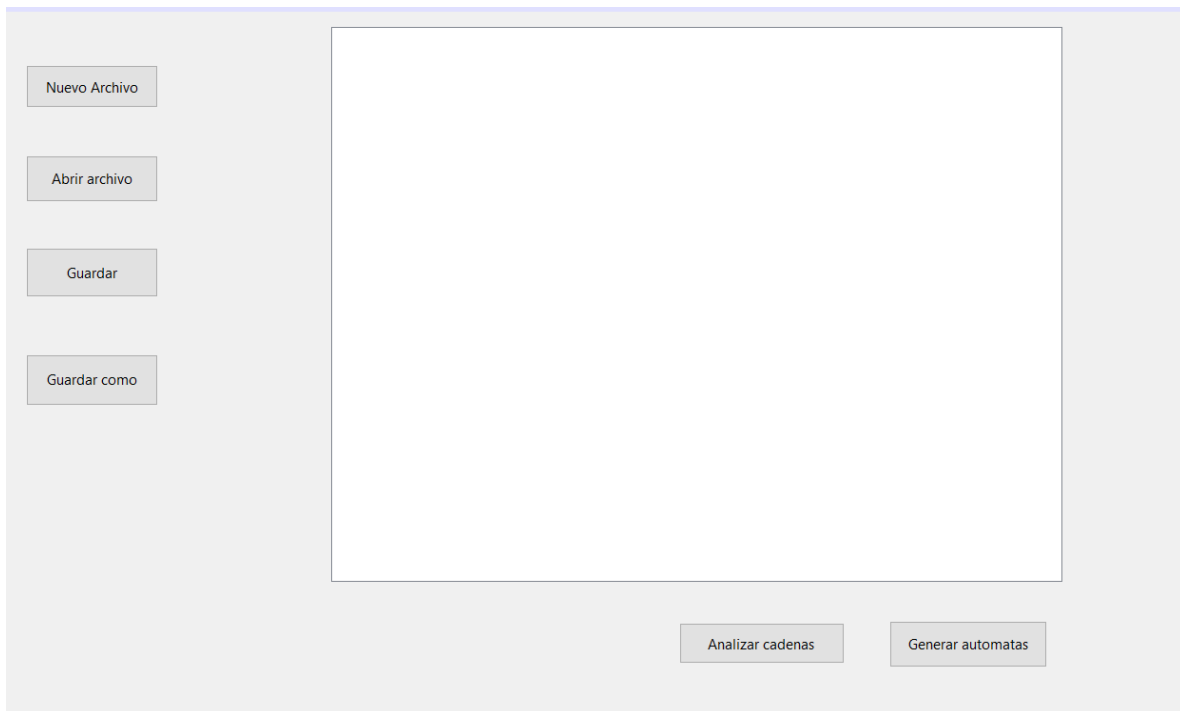 Nuevo Archivo
Abrir archivo
Guardar
Guardar como
Analizar cadenas
Generar automatas